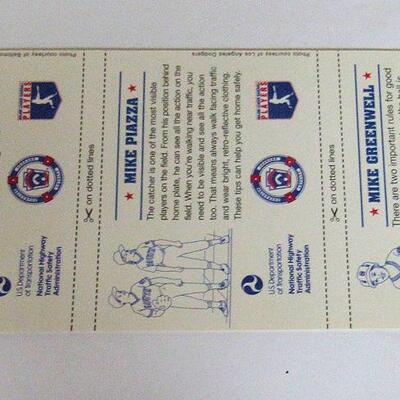 Photo courtesy of Baltimore
PLAYERS
✂ on dotted lines
U.S. Department
of Transportation
National Highway
Traffic Safety
Administration
★ MIKE PIAZZA ★
The catcher is one of the most visible
players on the field. From his position behind
home plate, he can see all the action on the
field. When you're walking near traffic, you
need to be visible and see all the action
too. That means always walk facing traffic
and wear bright, retro-reflective clothing.
These tips can help you get home safely.
Photo courtesy of Los Angeles Dodgers
PLAYERS
✂ on dotted lines
U.S. Department
of Transportation
National Highway
Traffic Safety
Administration
★ MIKE GREENWELL ★
There are two important rules for good